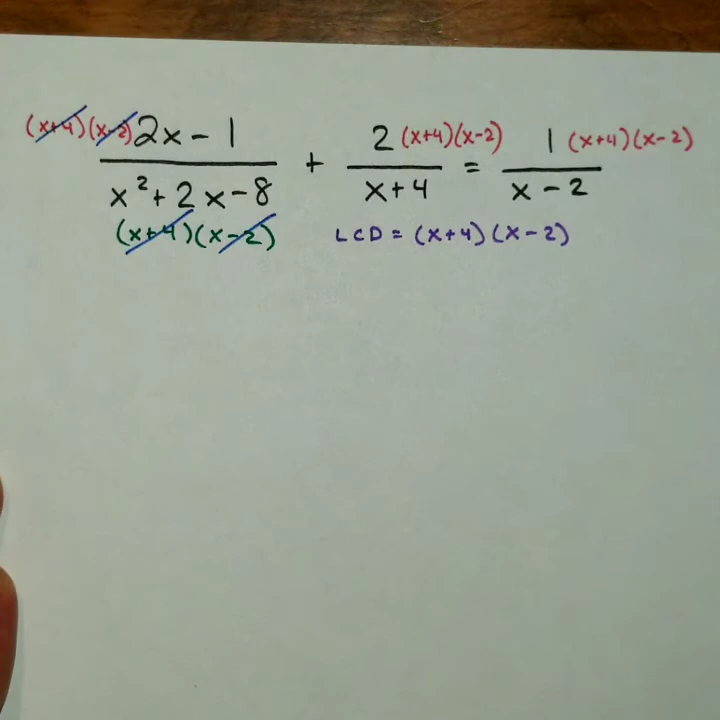 (x+4)(x-2) 2x - 1 / x² + 2x - 8 + 2 (x+4)(x-2) / x + 4 = 1 (x+4)(x-2) / x - 2
(x+4)(x-2) LCD = (x+4)(x-2)